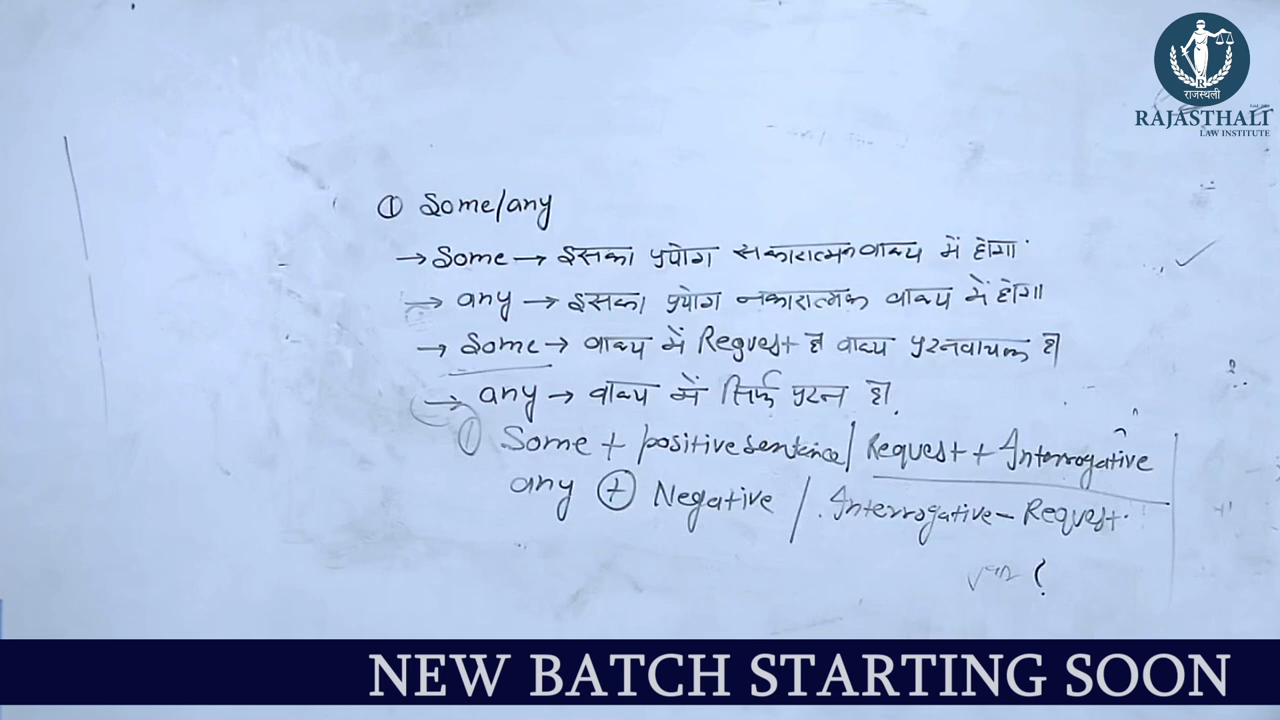 राजस्थली
RAJASTHALI
LAW INSTITUTE
① Some/any
→ Some → इसका प्रयोग सकारात्मक वाक्य में होगा
→ any → इसका प्रयोग नकारात्मक वाक्य में होगा
→ Some → वाक्य में Request हो वाक्य प्रश्नवाचक हो
→ any → वाक्य में सिर्फ प्रश्न हो.
① Some + positive sentence/ Request + Interrogative
any ⊕ Negative / Interrogative - Request.
NEW BATCH STARTING SOON